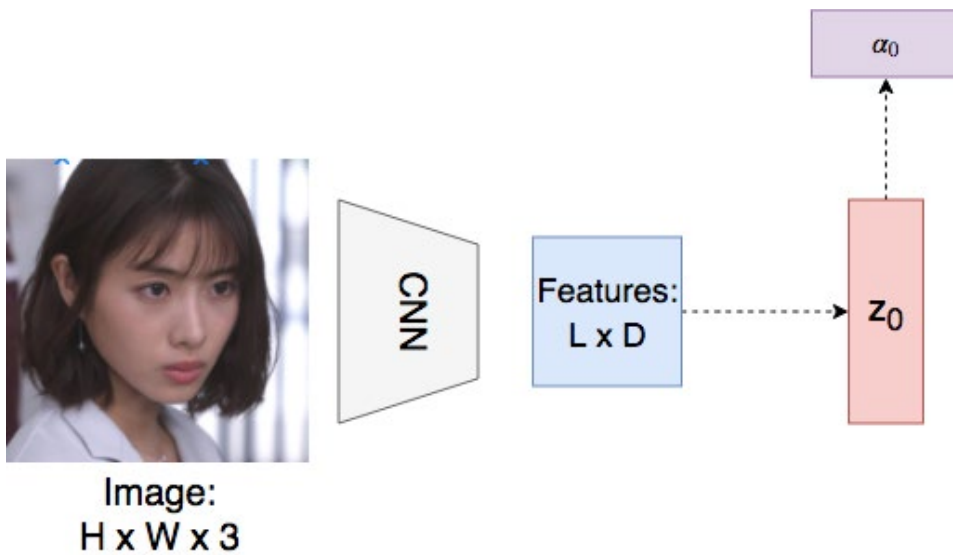 α₀
CNN
Features:
L x D
z₀
Image:
H x W x 3